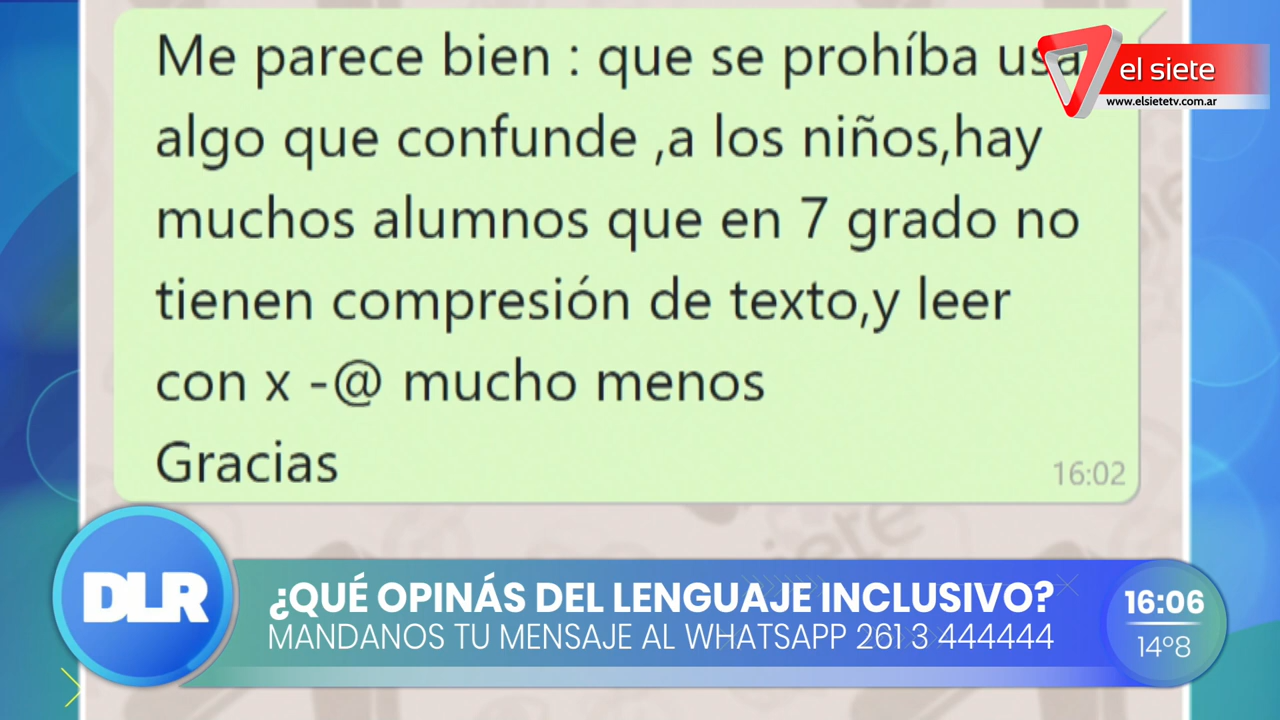 Me parece bien : que se prohíba usa
algo que confunde ,a los niños,hay
muchos alumnos que en 7 grado no
tienen compresión de texto,y leer
con x -@ mucho menos
Gracias
16:02
el siete
www.elsietetv.com.ar
DLR
¿QUÉ OPINÁS DEL LENGUAJE INCLUSIVO?
MANDANOS TU MENSAJE AL WHATSAPP 261 3 444444
16:06
14º8